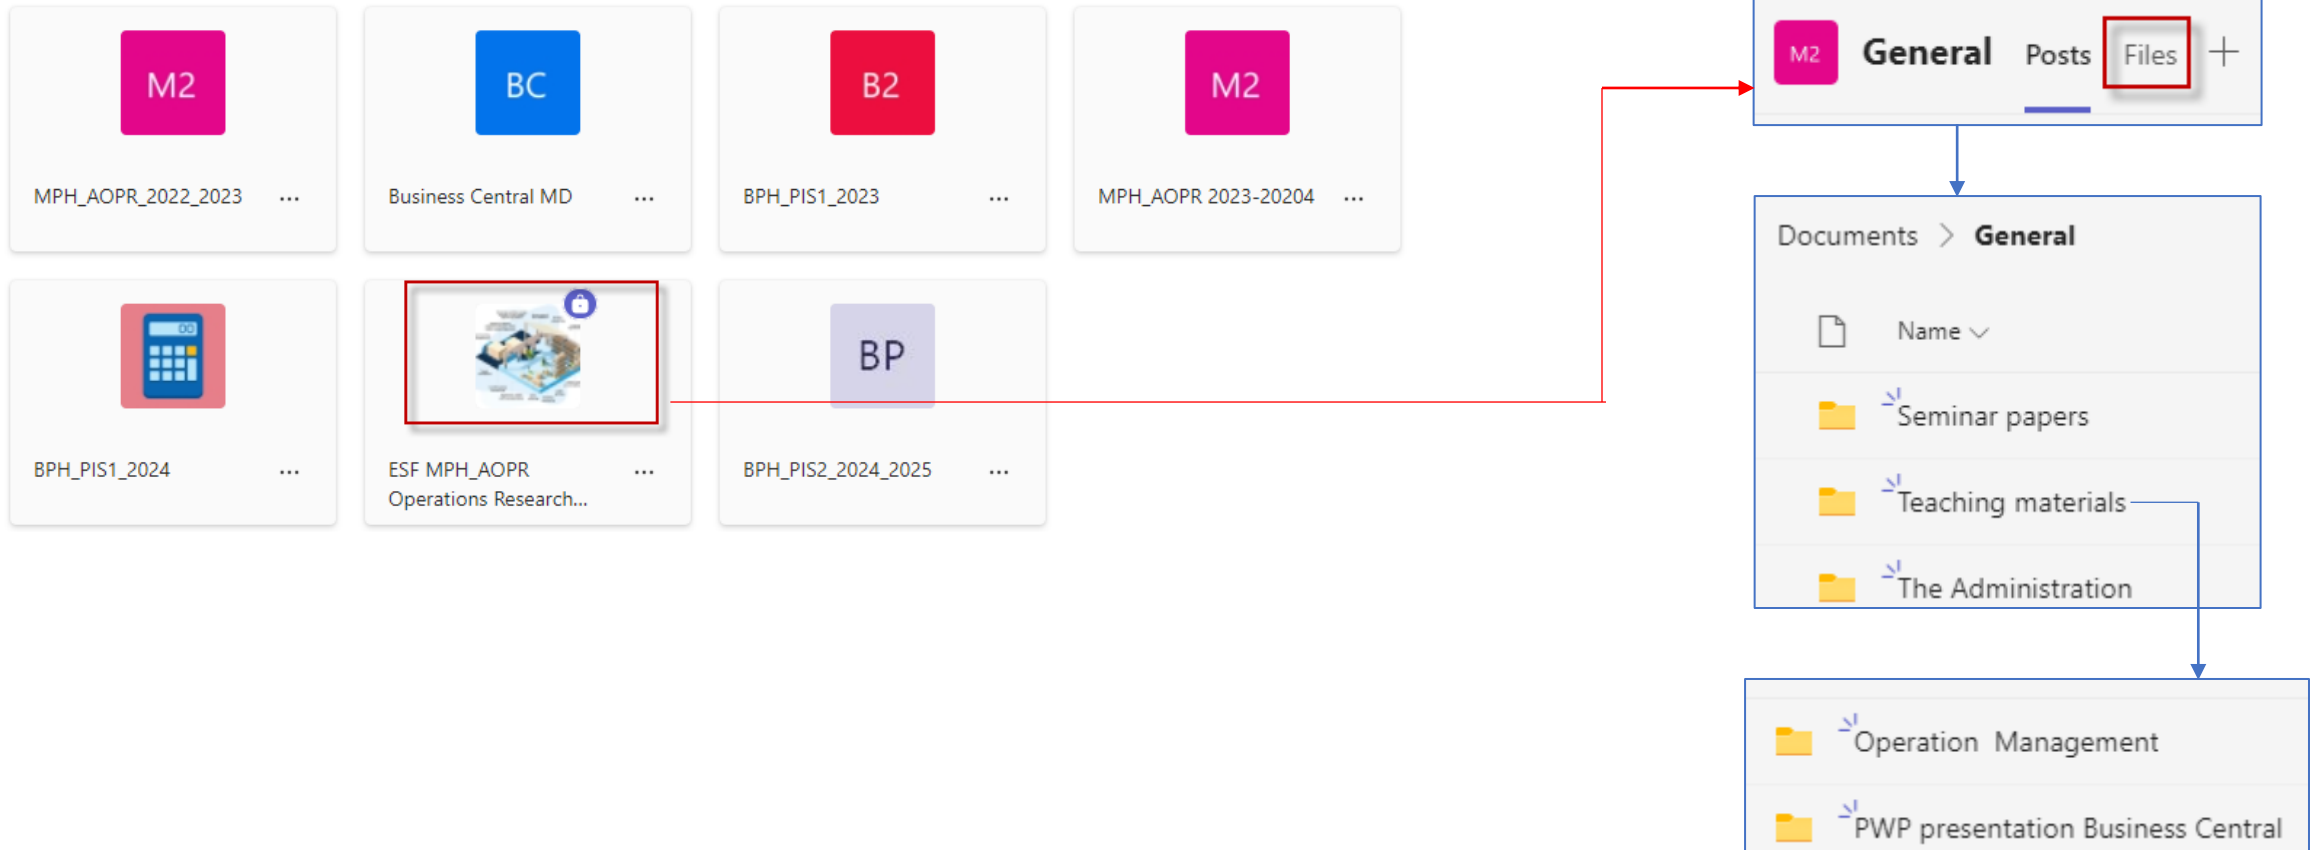 M2
BC
B2
M2
MPH_AOPR_2022_2023 ...
Business Central MD ...
BPH_PIS1_2023 ...
MPH_AOPR 2023-20204 ...
BP
BPH_PIS1_2024 ...
ESF MPH_AOPR ...
Operations Research...
BPH_PIS2_2024_2025 ...
M2 General Posts Files
Documents > General
Name
Seminar papers
Teaching materials
The Administration
Operation Management
PWP presentation Business Central